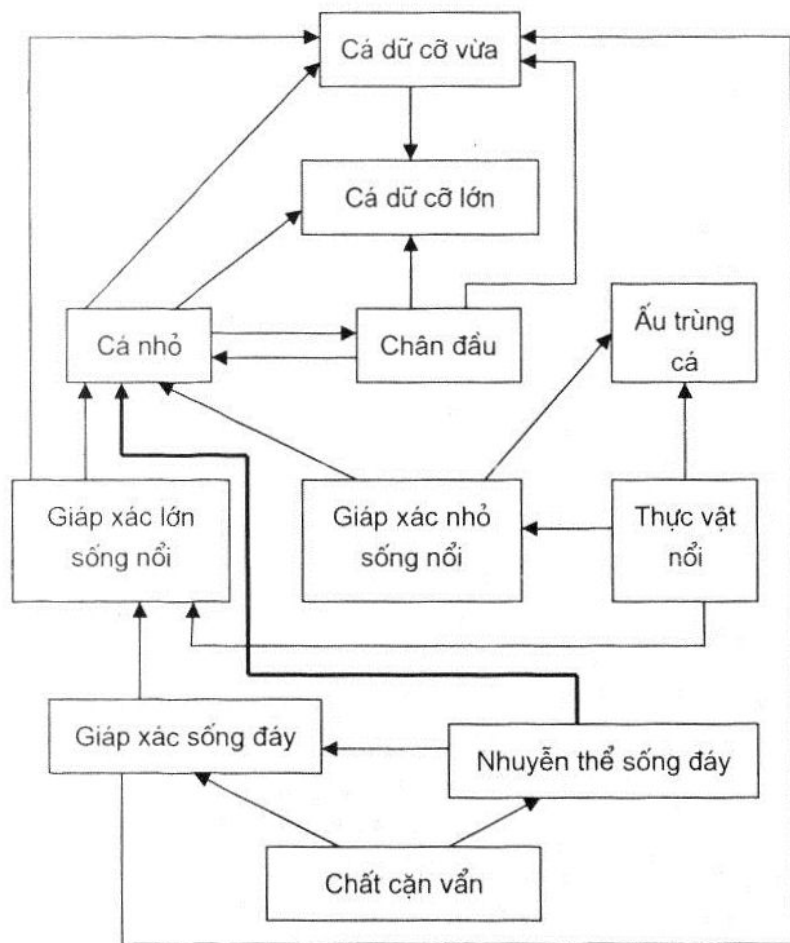 Cá dữ cỡ vừa
Cá dữ cỡ lớn
Cá nhỏ
Chân đầu
Ấu trùng
cá
Giáp xác lớn
sống nổi
Giáp xác nhỏ
sống nổi
Thực vật
nổi
Giáp xác sống đáy
Nhuyễn thể sống đáy
Chất cặn vẩn